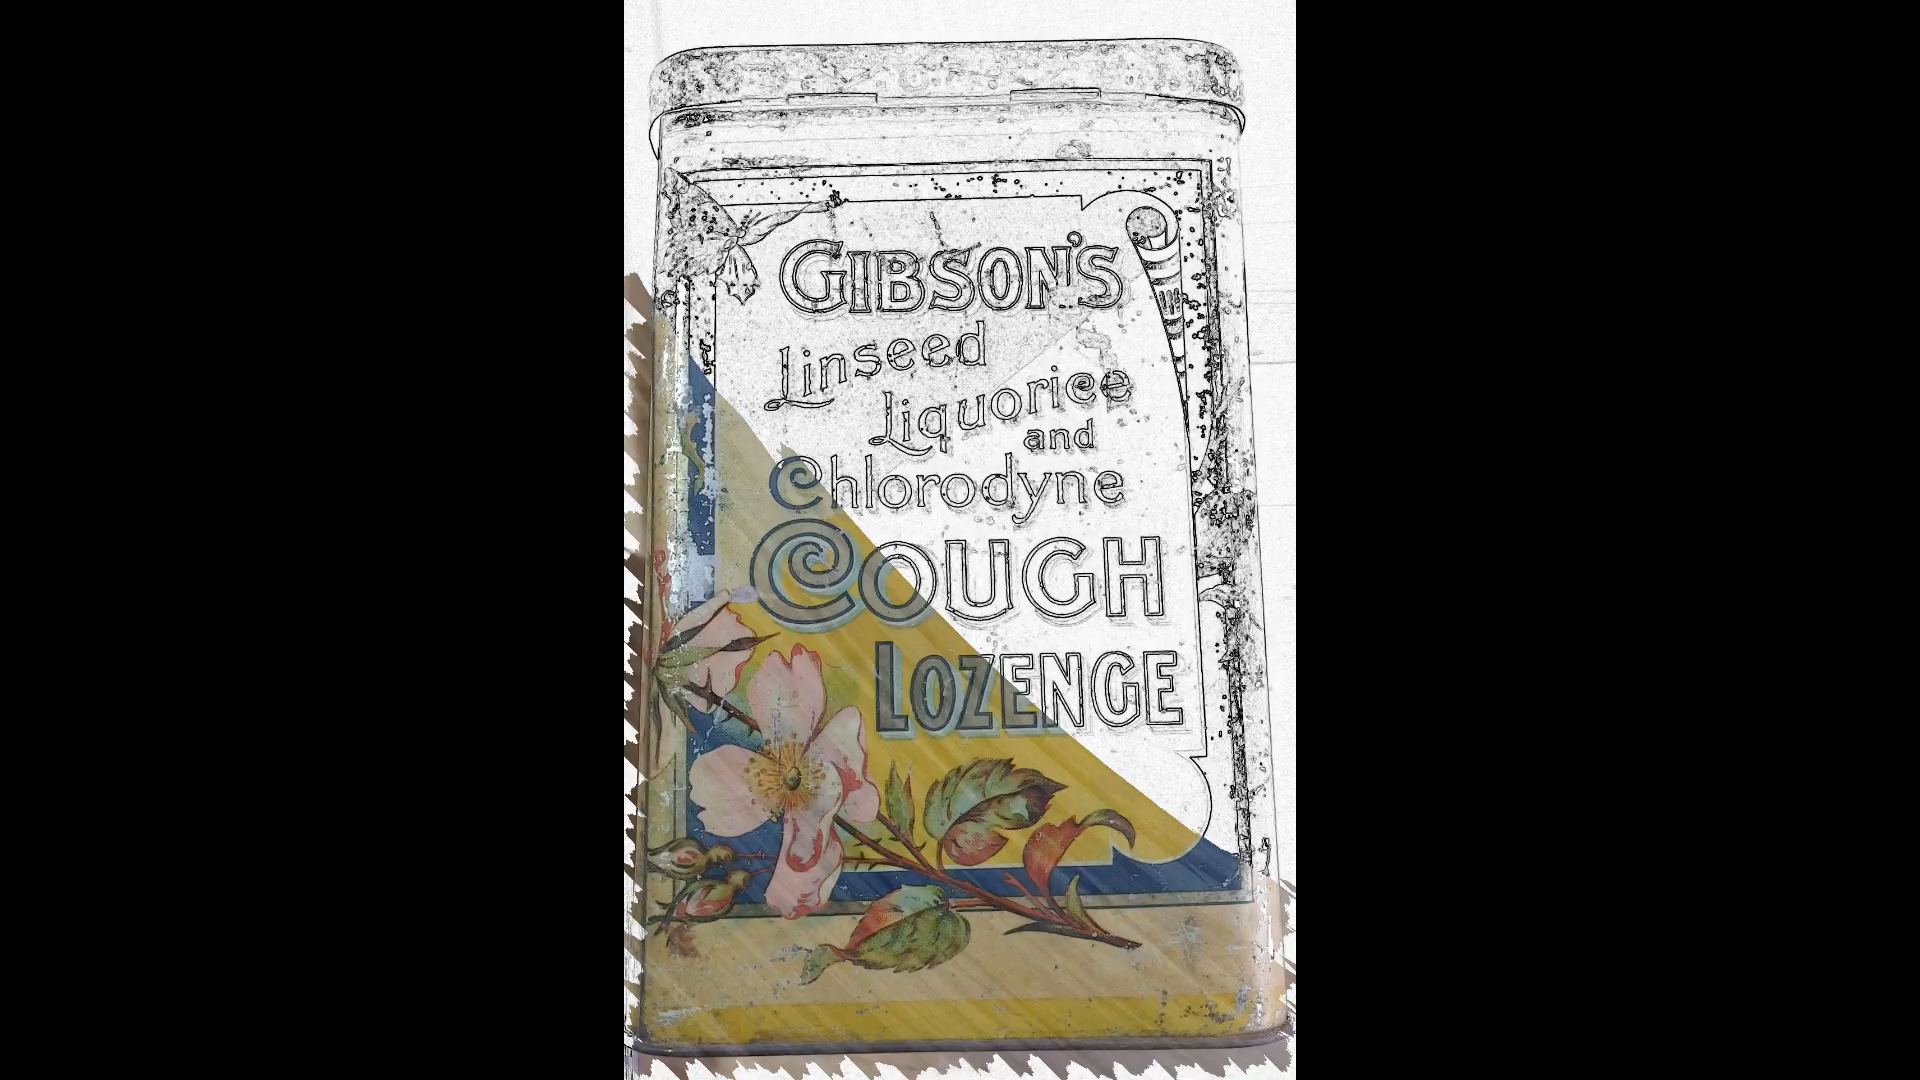 GIBSON'S
Linseed
Liquorice
and
Chlorodyne
COUGH
LOZENGE